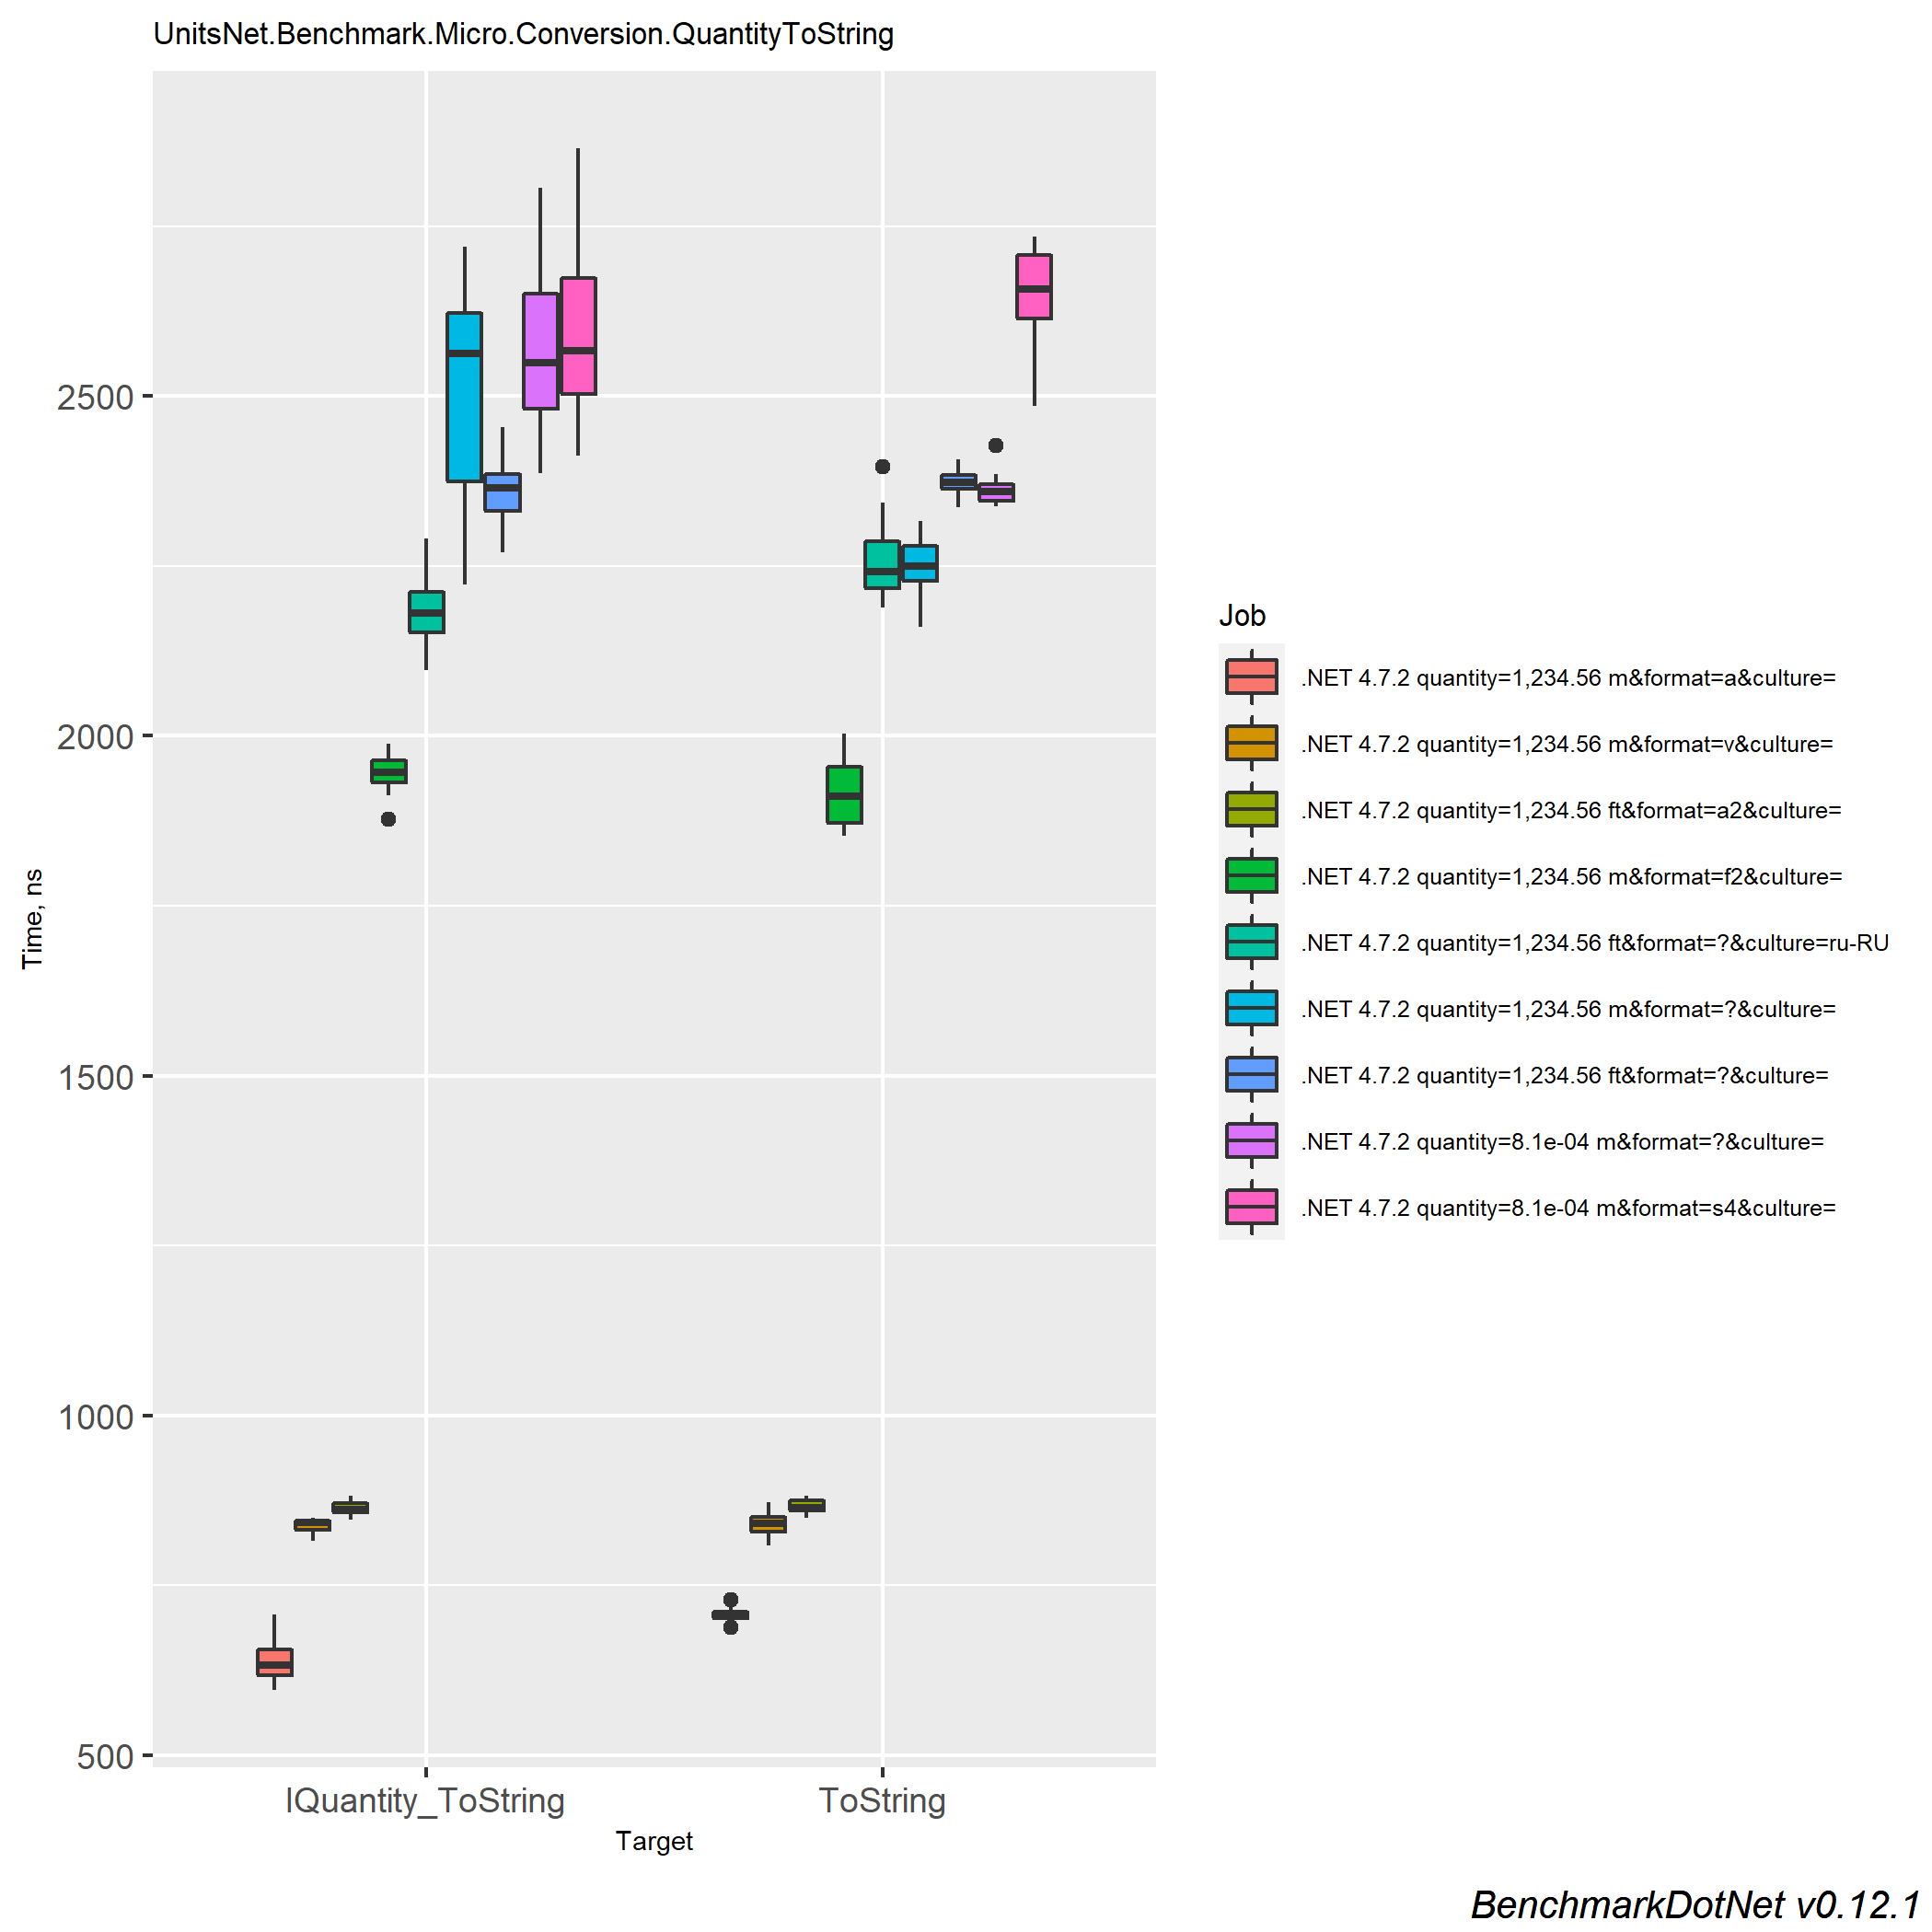 UnitsNet.Benchmark.Micro.Conversion.QuantityToString
Time, ns
2500
2000
1500
1000
500
IQuantity_ToString
ToString
Target
Job
.NET 4.7.2 quantity=1,234.56 m&format=a&culture=
.NET 4.7.2 quantity=1,234.56 m&format=v&culture=
.NET 4.7.2 quantity=1,234.56 ft&format=a2&culture=
.NET 4.7.2 quantity=1,234.56 m&format=f2&culture=
.NET 4.7.2 quantity=1,234.56 ft&format=?&culture=ru-RU
.NET 4.7.2 quantity=1,234.56 m&format=?&culture=
.NET 4.7.2 quantity=1,234.56 ft&format=?&culture=
.NET 4.7.2 quantity=8.1e-04 m&format=?&culture=
.NET 4.7.2 quantity=8.1e-04 m&format=s4&culture=
BenchmarkDotNet v0.12.1